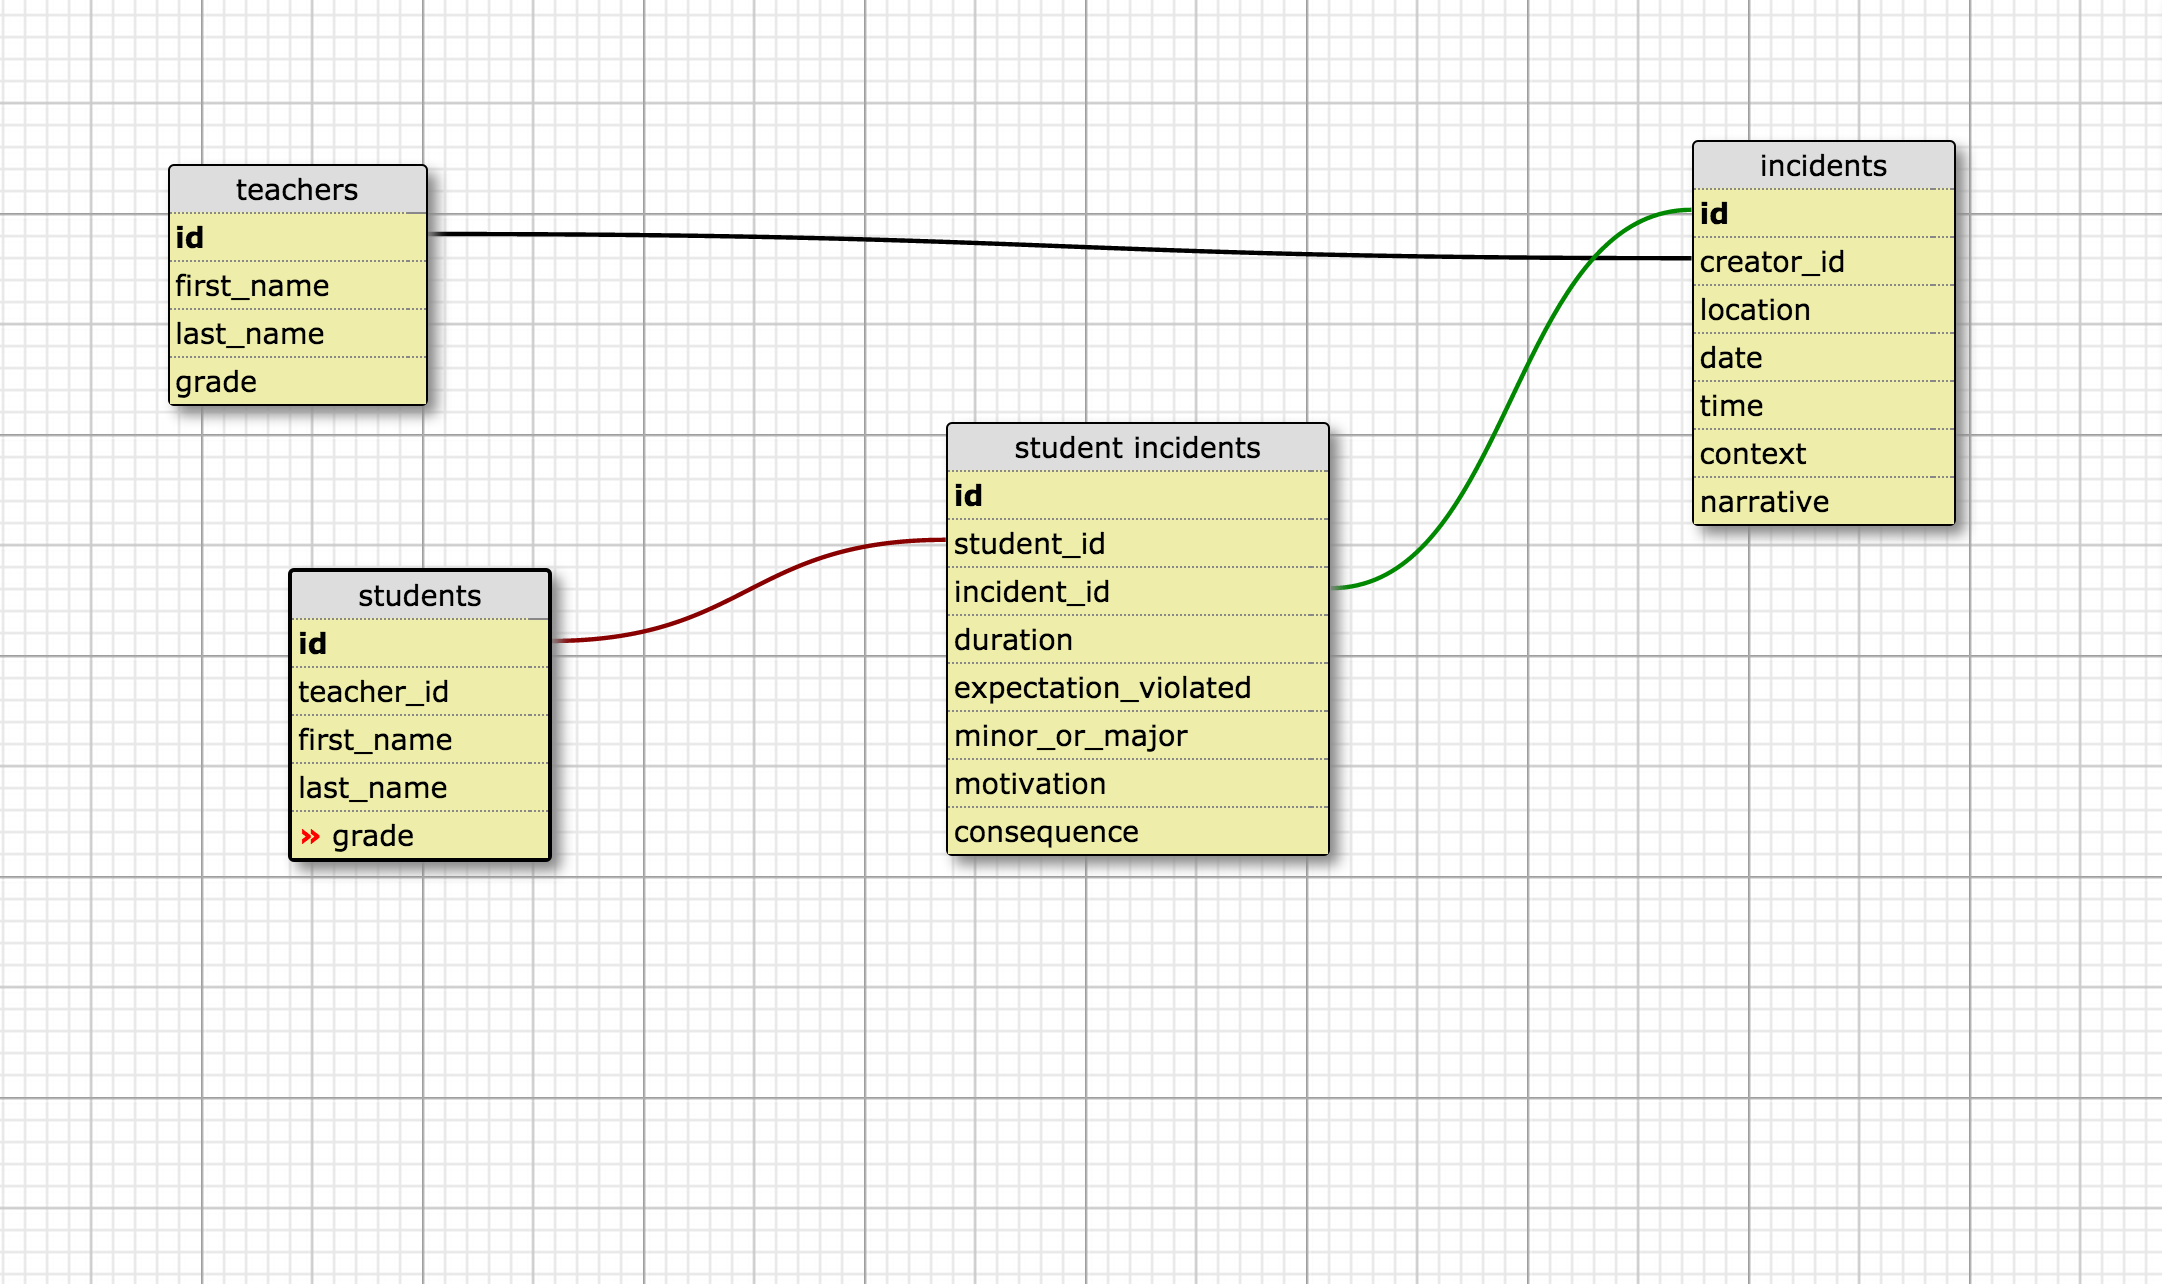 teachers
id
first_name
last_name
grade
students
id
teacher_id
first_name
last_name
» grade
student incidents
id
student_id
incident_id
duration
expectation_violated
minor_or_major
motivation
consequence
incidents
id
creator_id
location
date
time
context
narrative